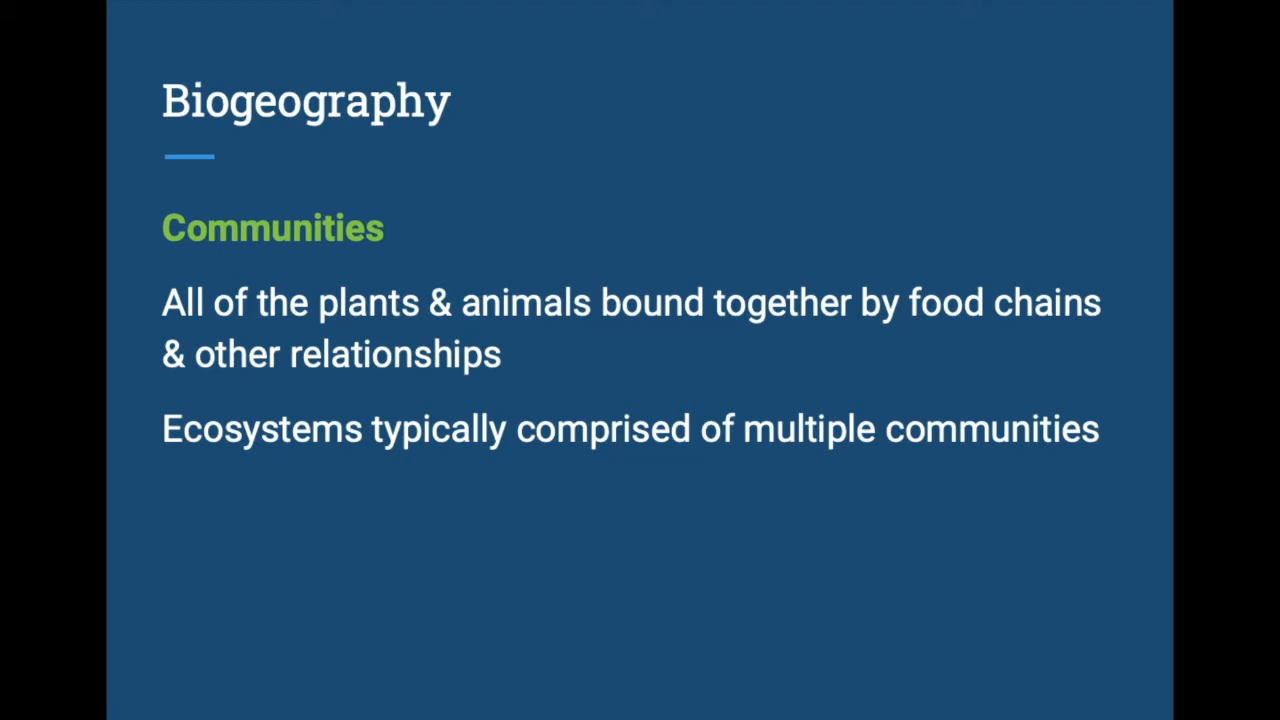 Biogeography
Communities
All of the plants & animals bound together by food chains
& other relationships
Ecosystems typically comprised of multiple communities